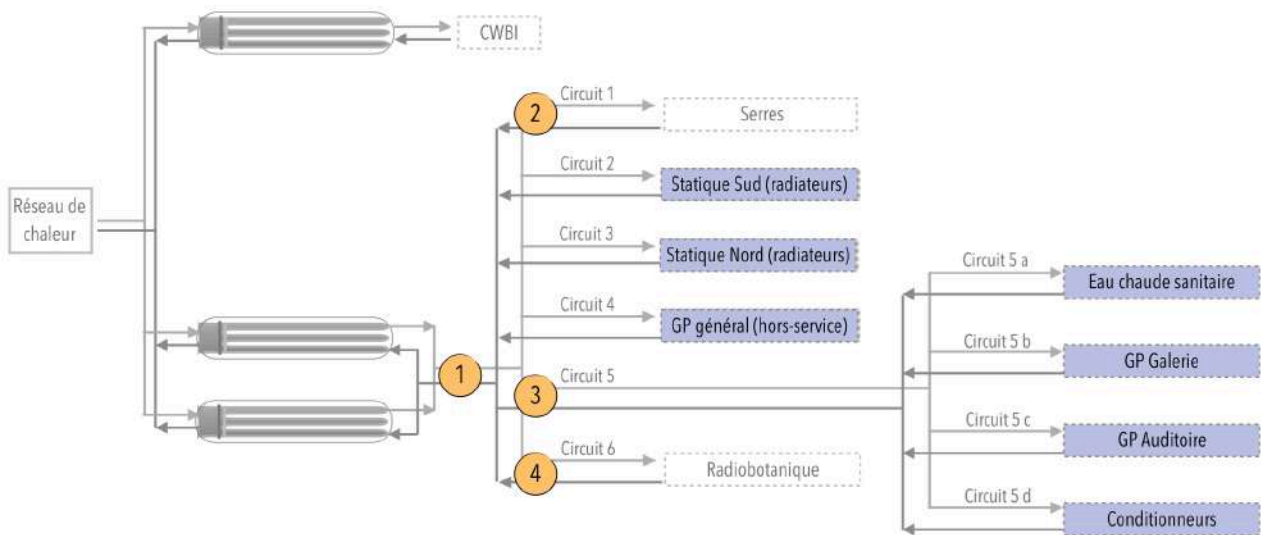 CWBI
Circuit 1
2
Serres
Circuit 2
Statique Sud (radiateurs)
Réseau de
chaleur
Circuit 3
Statique Nord (radiateurs)
Circuit 5 a
Eau chaude sanitaire
Circuit 4
GP général (hors-service)
Circuit 5 b
GP Galerie
1
Circuit 5
3
Circuit 5 c
GP Auditoire
Circuit 6
4
Radiobotanique
Circuit 5 d
Conditionneurs